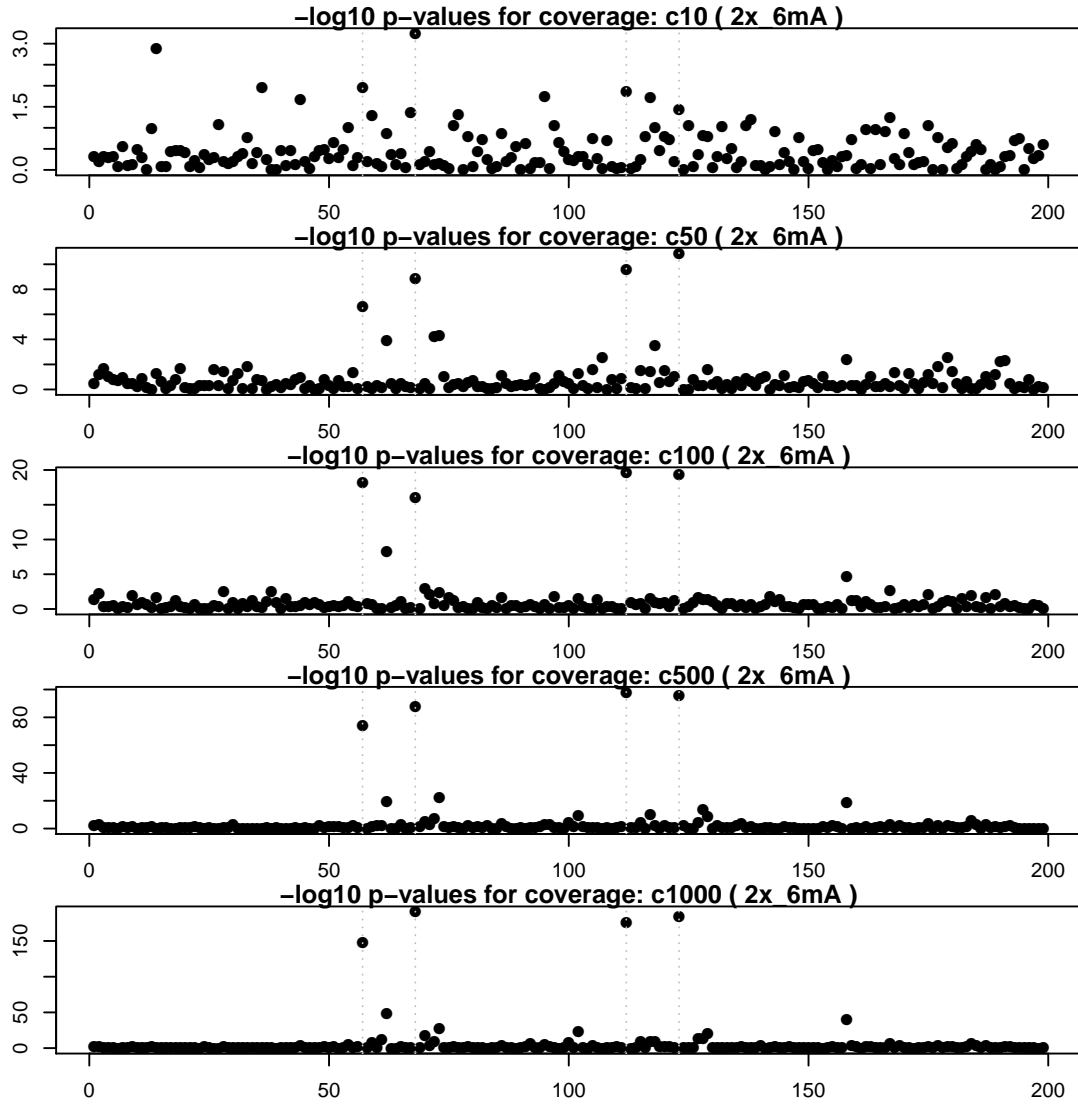 −log10 p−values for coverage: c10 ( 2x_6mA )
0.0 1.5 3.0
0 50 100 150 200
−log10 p−values for coverage: c50 ( 2x_6mA )
0 4 8
0 50 100 150 200
−log10 p−values for coverage: c100 ( 2x_6mA )
0 5 10 20
0 50 100 150 200
−log10 p−values for coverage: c500 ( 2x_6mA )
0 40 80
0 50 100 150 200
−log10 p−values for coverage: c1000 ( 2x_6mA )
0 50 150
0 50 100 150 200